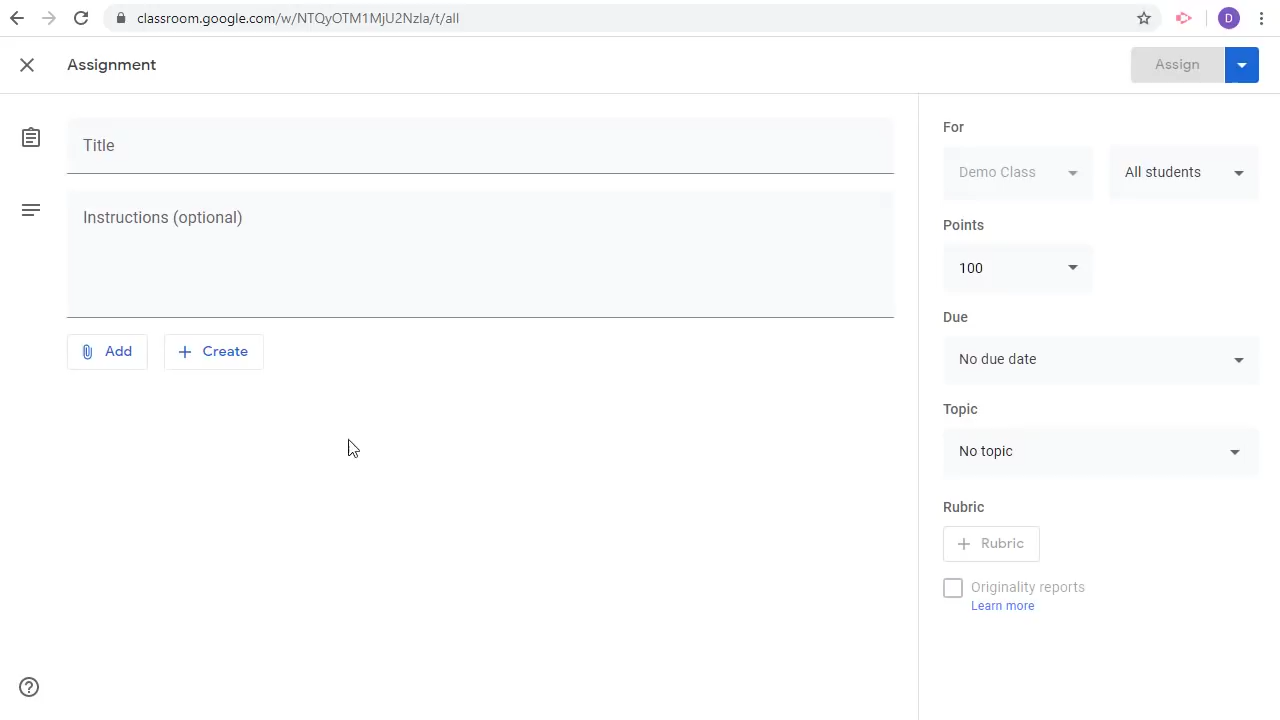 classroom.google.com/w/NTQyOTM1MjU2Nzla/t/all
D
Assignment
Assign
Title
Instructions (optional)
Add
Create
For
Demo Class
All students
Points
100
Due
No due date
Topic
No topic
Rubric
Rubric
Originality reports
Learn more